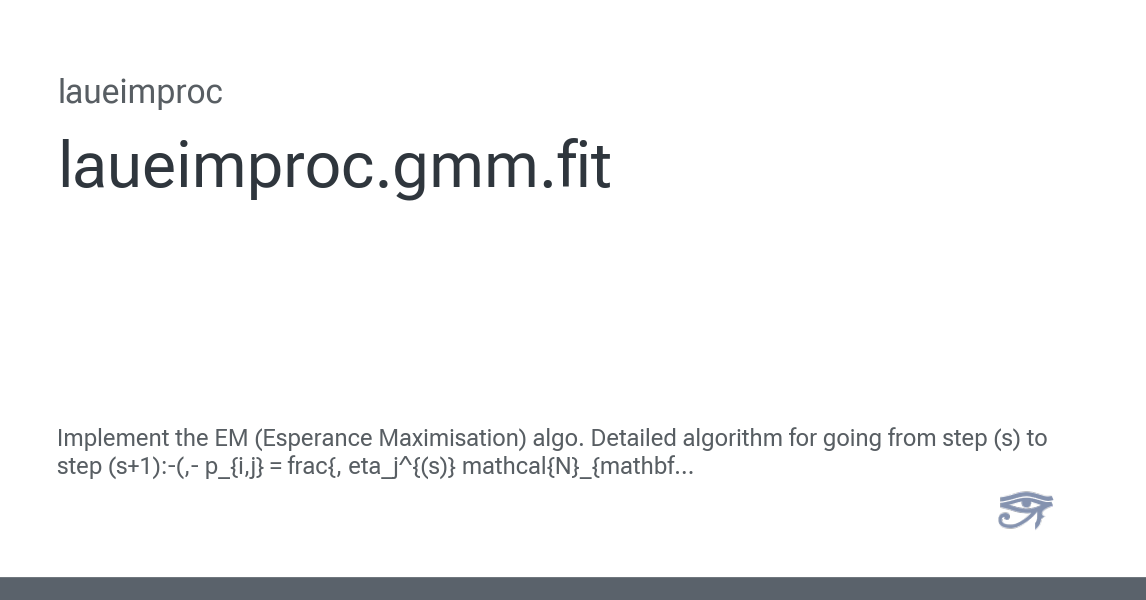 laueimproc
laueimproc.gmm.fit
Implement the EM (Esperance Maximisation) algo. Detailed algorithm for going from step (s) to
step (s+1):-(,- p_{i,j} = frac{, eta_j^{(s)} mathcal{N}_{mathbf...